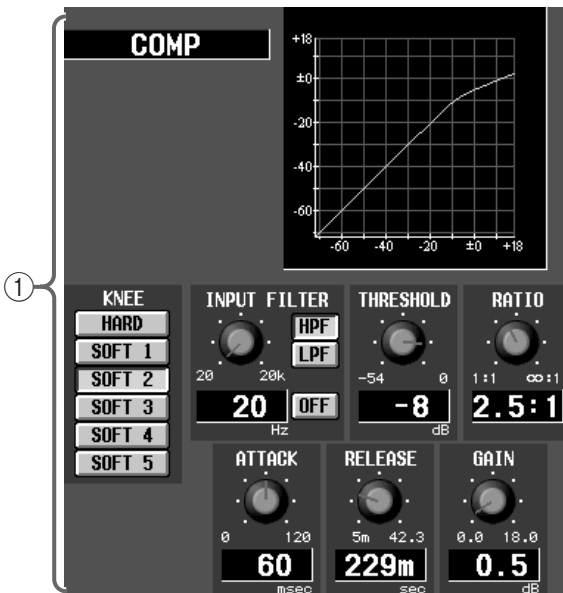 ①
COMP
+18
±0
-20
-40
-60
-60 -40 -20 ±0 +18
KNEE
HARD
SOFT 1
SOFT 2
SOFT 3
SOFT 4
SOFT 5
INPUT FILTER
HPF
LPF
20 20k
20 OFF
Hz
THRESHOLD
-54 0
-8
dB
RATIO
1:1 ∞:1
2.5:1
ATTACK
0 120
60
msec
RELEASE
5m 42.3
229m
sec
GAIN
0.0 18.0
0.5
dB